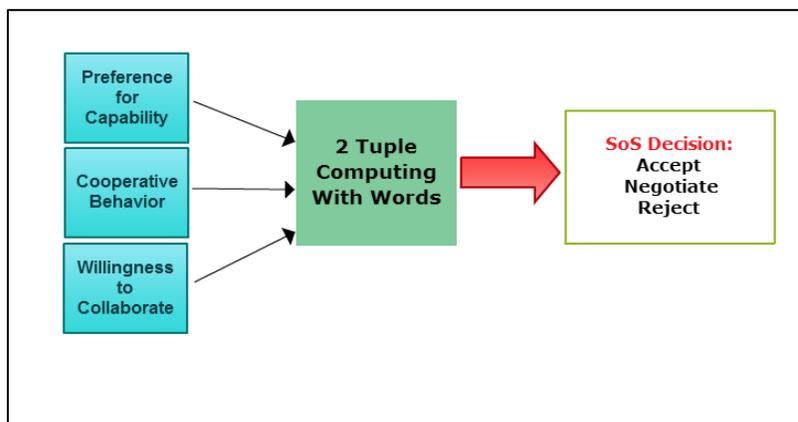 Preference
for
Capability
Cooperative
Behavior
Willingness
to
Collaborate
2 Tuple
Computing
With Words
SoS Decision:
Accept
Negotiate
Reject